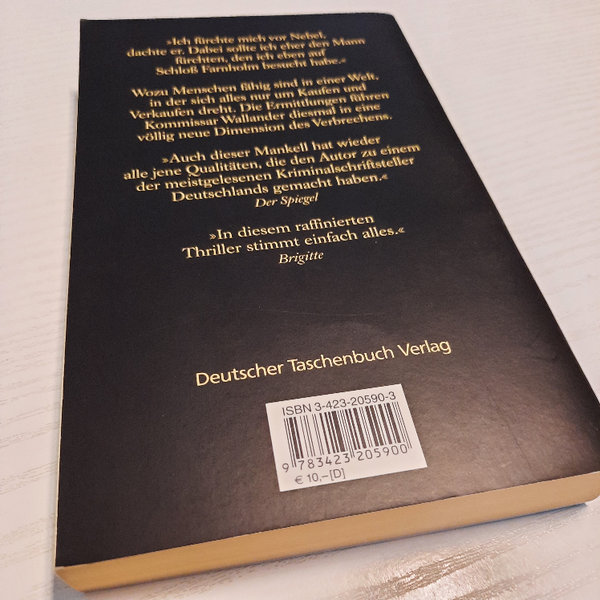 »Ich fürchte mich vor Nebel,
dachte er. Dabei sollte ich eher den Mann
fürchten, den ich eben auf
Schloß Farnholm besucht habe.«
Wozu Menschen fähig sind in einer Welt,
in der sich alles nur um Kaufen und
Verkaufen dreht. Die Ermittlungen führen
Kommissar Wallander diesmal in eine
völlig neue Dimension des Verbrechens.
»Auch dieser Mankell hat wieder
alle jene Qualitäten, die den Autor zu einem
der meistgelesenen Kriminalschriftsteller
Deutschlands gemacht haben.«
Der Spiegel
»In diesem raffinierten
Thriller stimmt einfach alles.«
Brigitte
Deutscher Taschenbuch Verlag
ISBN 3-423-20590-3
9 783423 205900
€ 10,–[D]